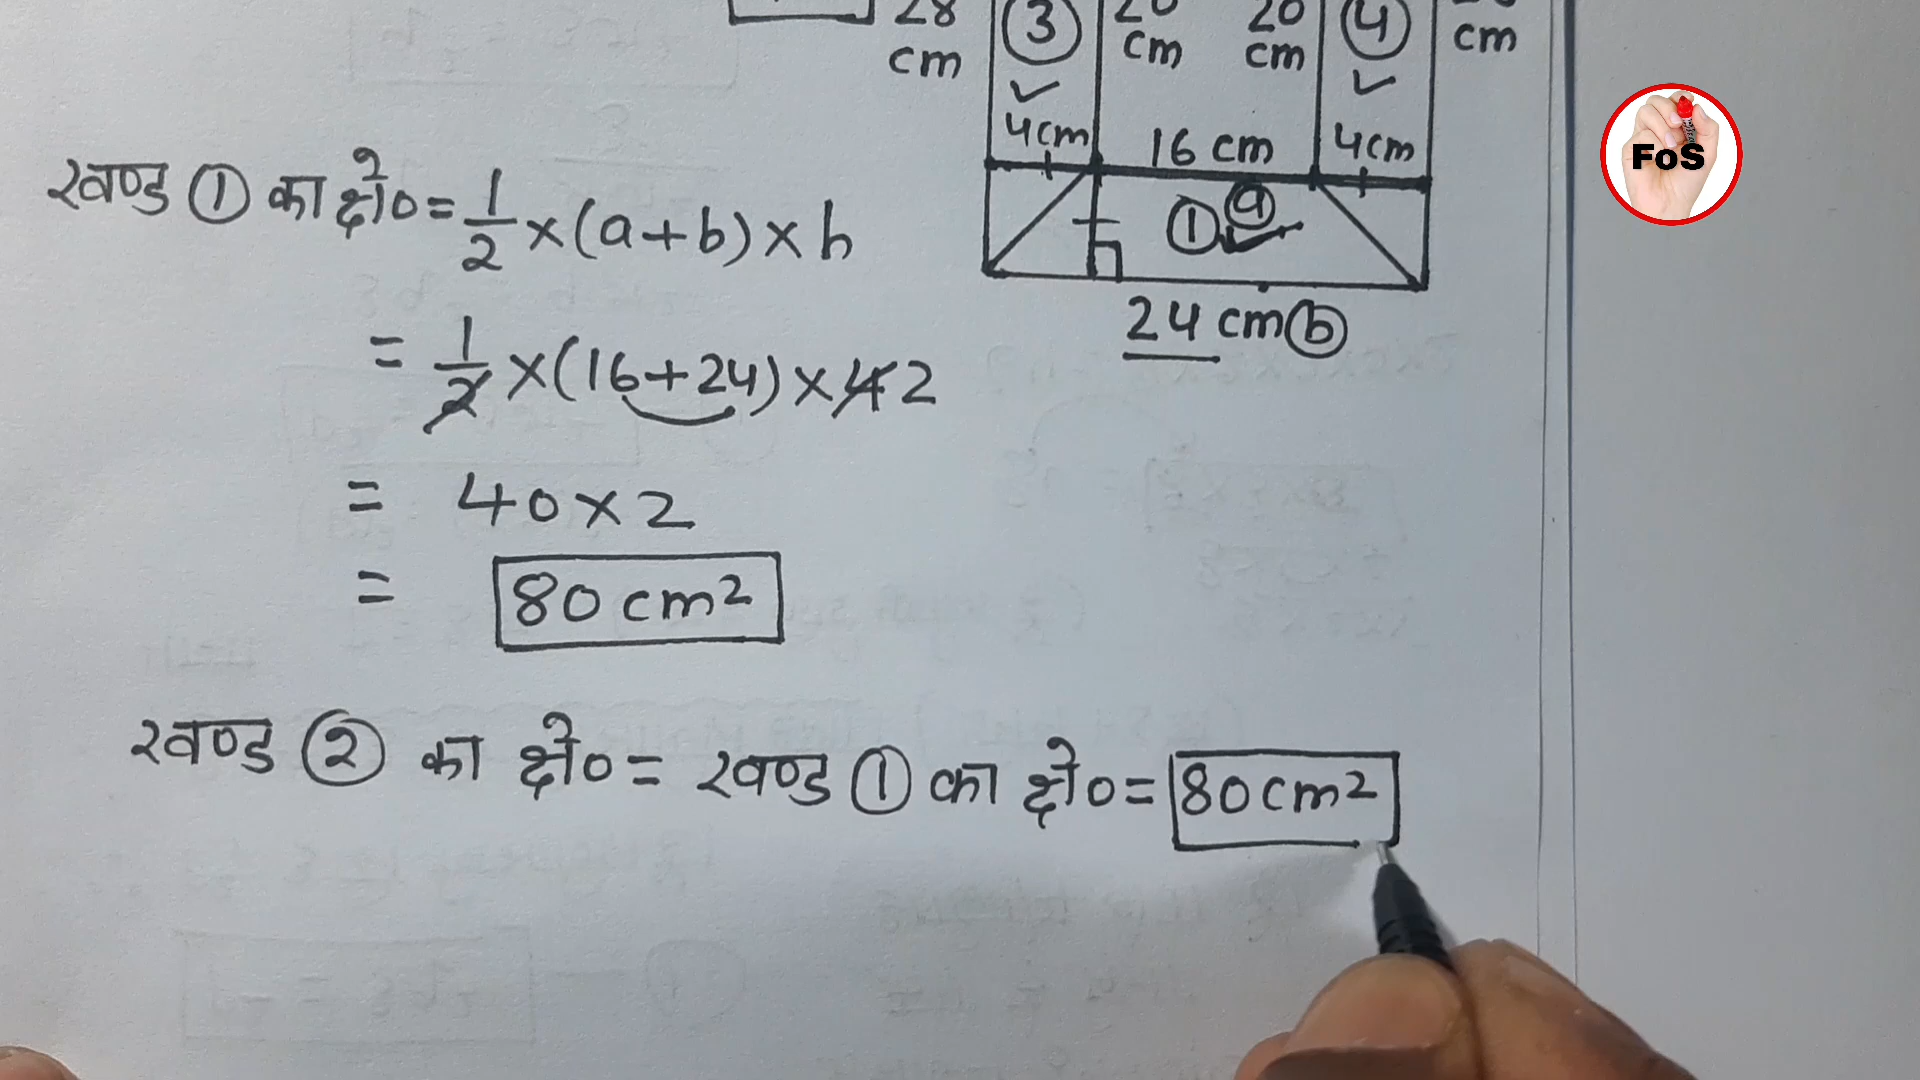 28 3 20 20 4
cm cm cm cm
4cm 16 cm 4cm
FoS
खण्ड 1 का क्षे० = 1/2 × (a+b) × h
1 a
24 cm b
= 1/2 × (16+24) × 4 2
= 40 × 2
= 80 cm²
खण्ड 2 का क्षे० = खण्ड 1 का क्षे० = 80 cm²